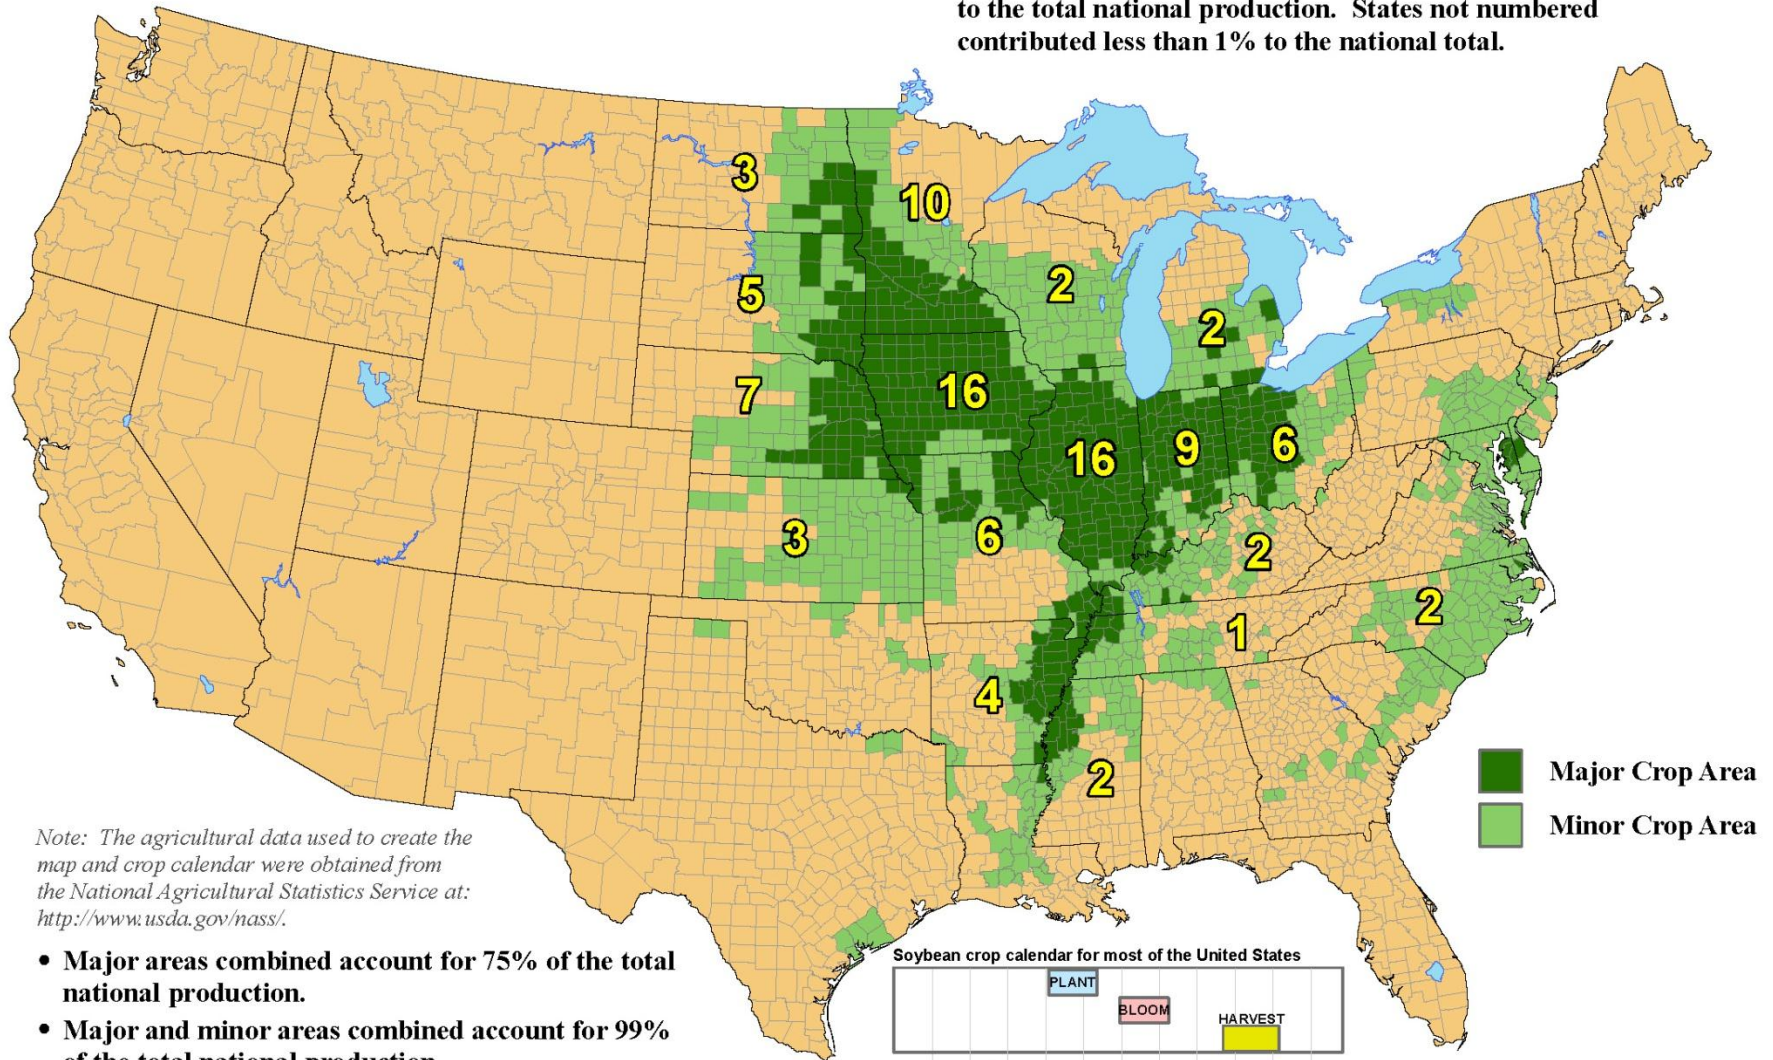 to the total national production. States not numbered
contributed less than 1% to the national total.
3
10
5
2
2
7
16
16
9
6
3
6
2
2
1
4
2
Major Crop Area
Minor Crop Area
Note: The agricultural data used to create the
map and crop calendar were obtained from
the National Agricultural Statistics Service at:
http://www.usda.gov/nass/.
• Major areas combined account for 75% of the total
national production.
• Major and minor areas combined account for 99%
of the total national production
Soybean crop calendar for most of the United States
PLANT
BLOOM
HARVEST